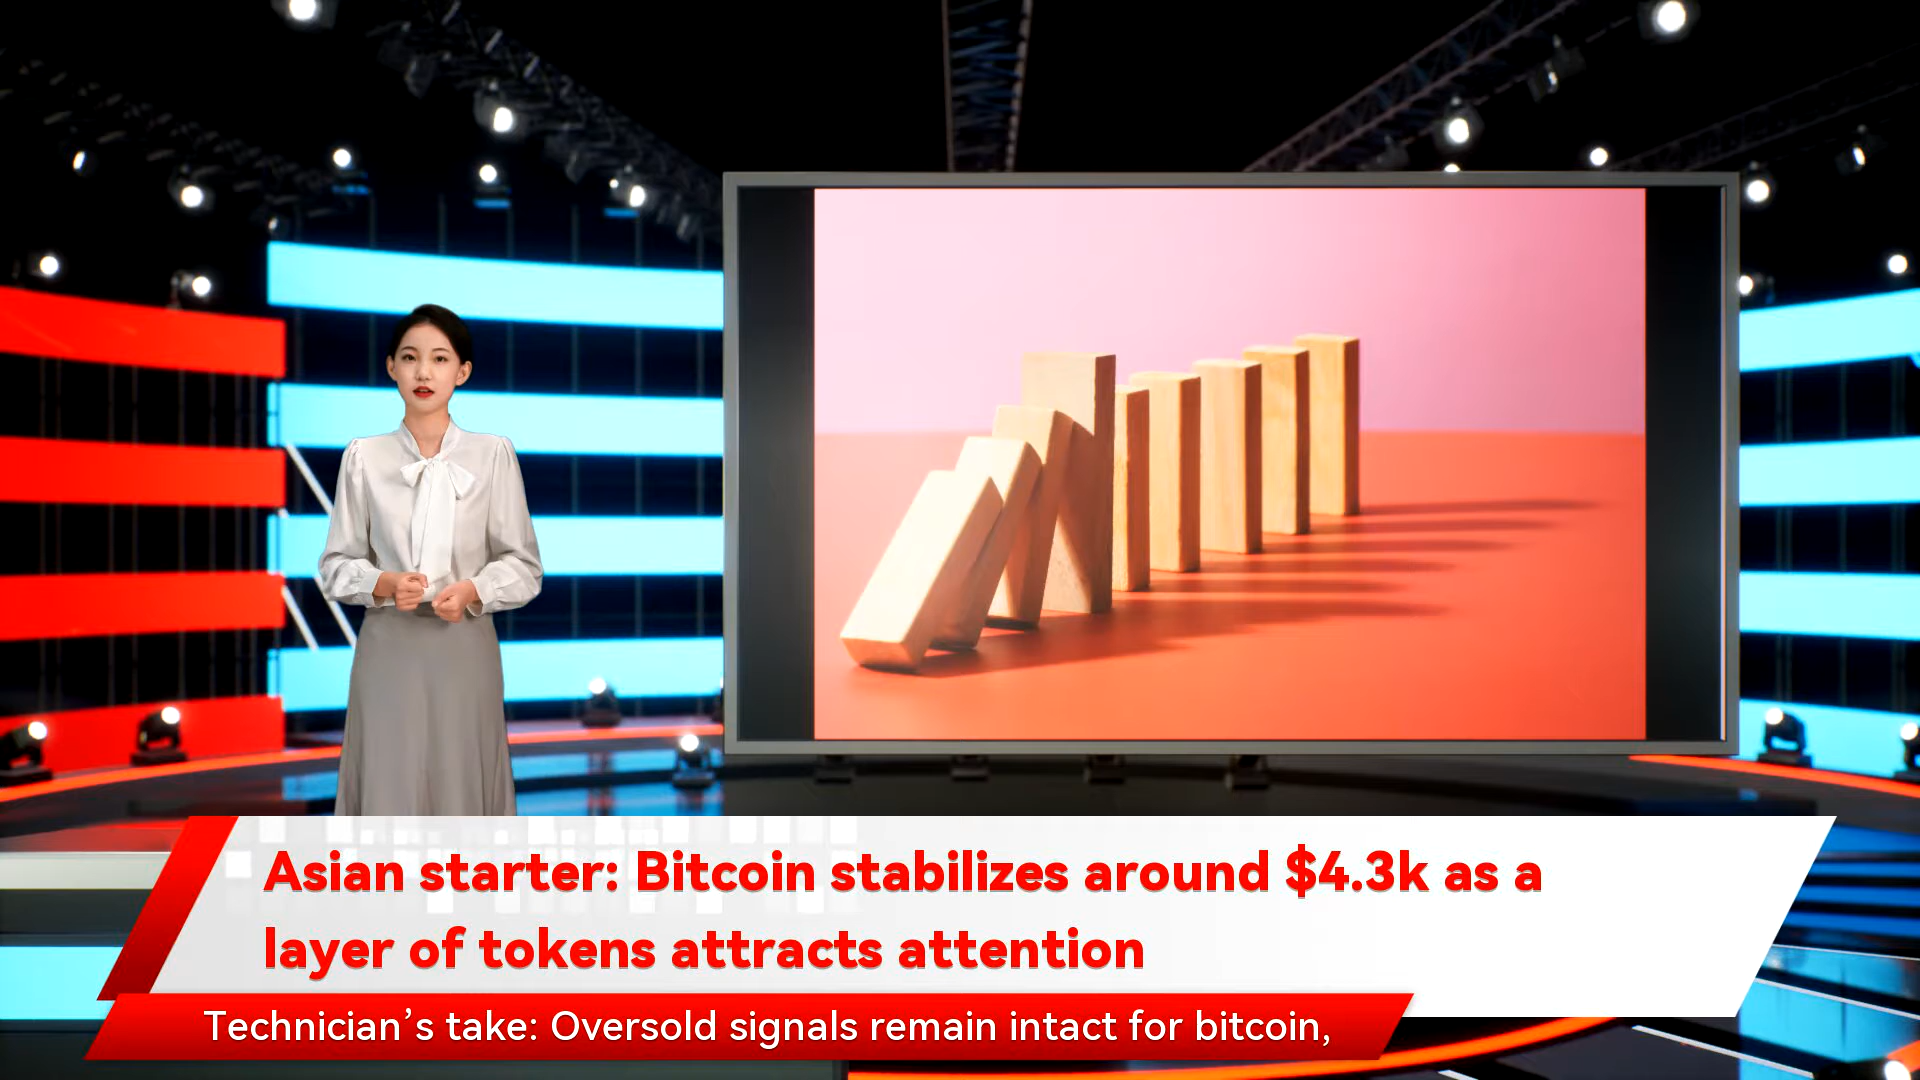 Asian starter: Bitcoin stabilizes around $4.3k as a
layer of tokens attracts attention
Technician’s take: Oversold signals remain intact for bitcoin,